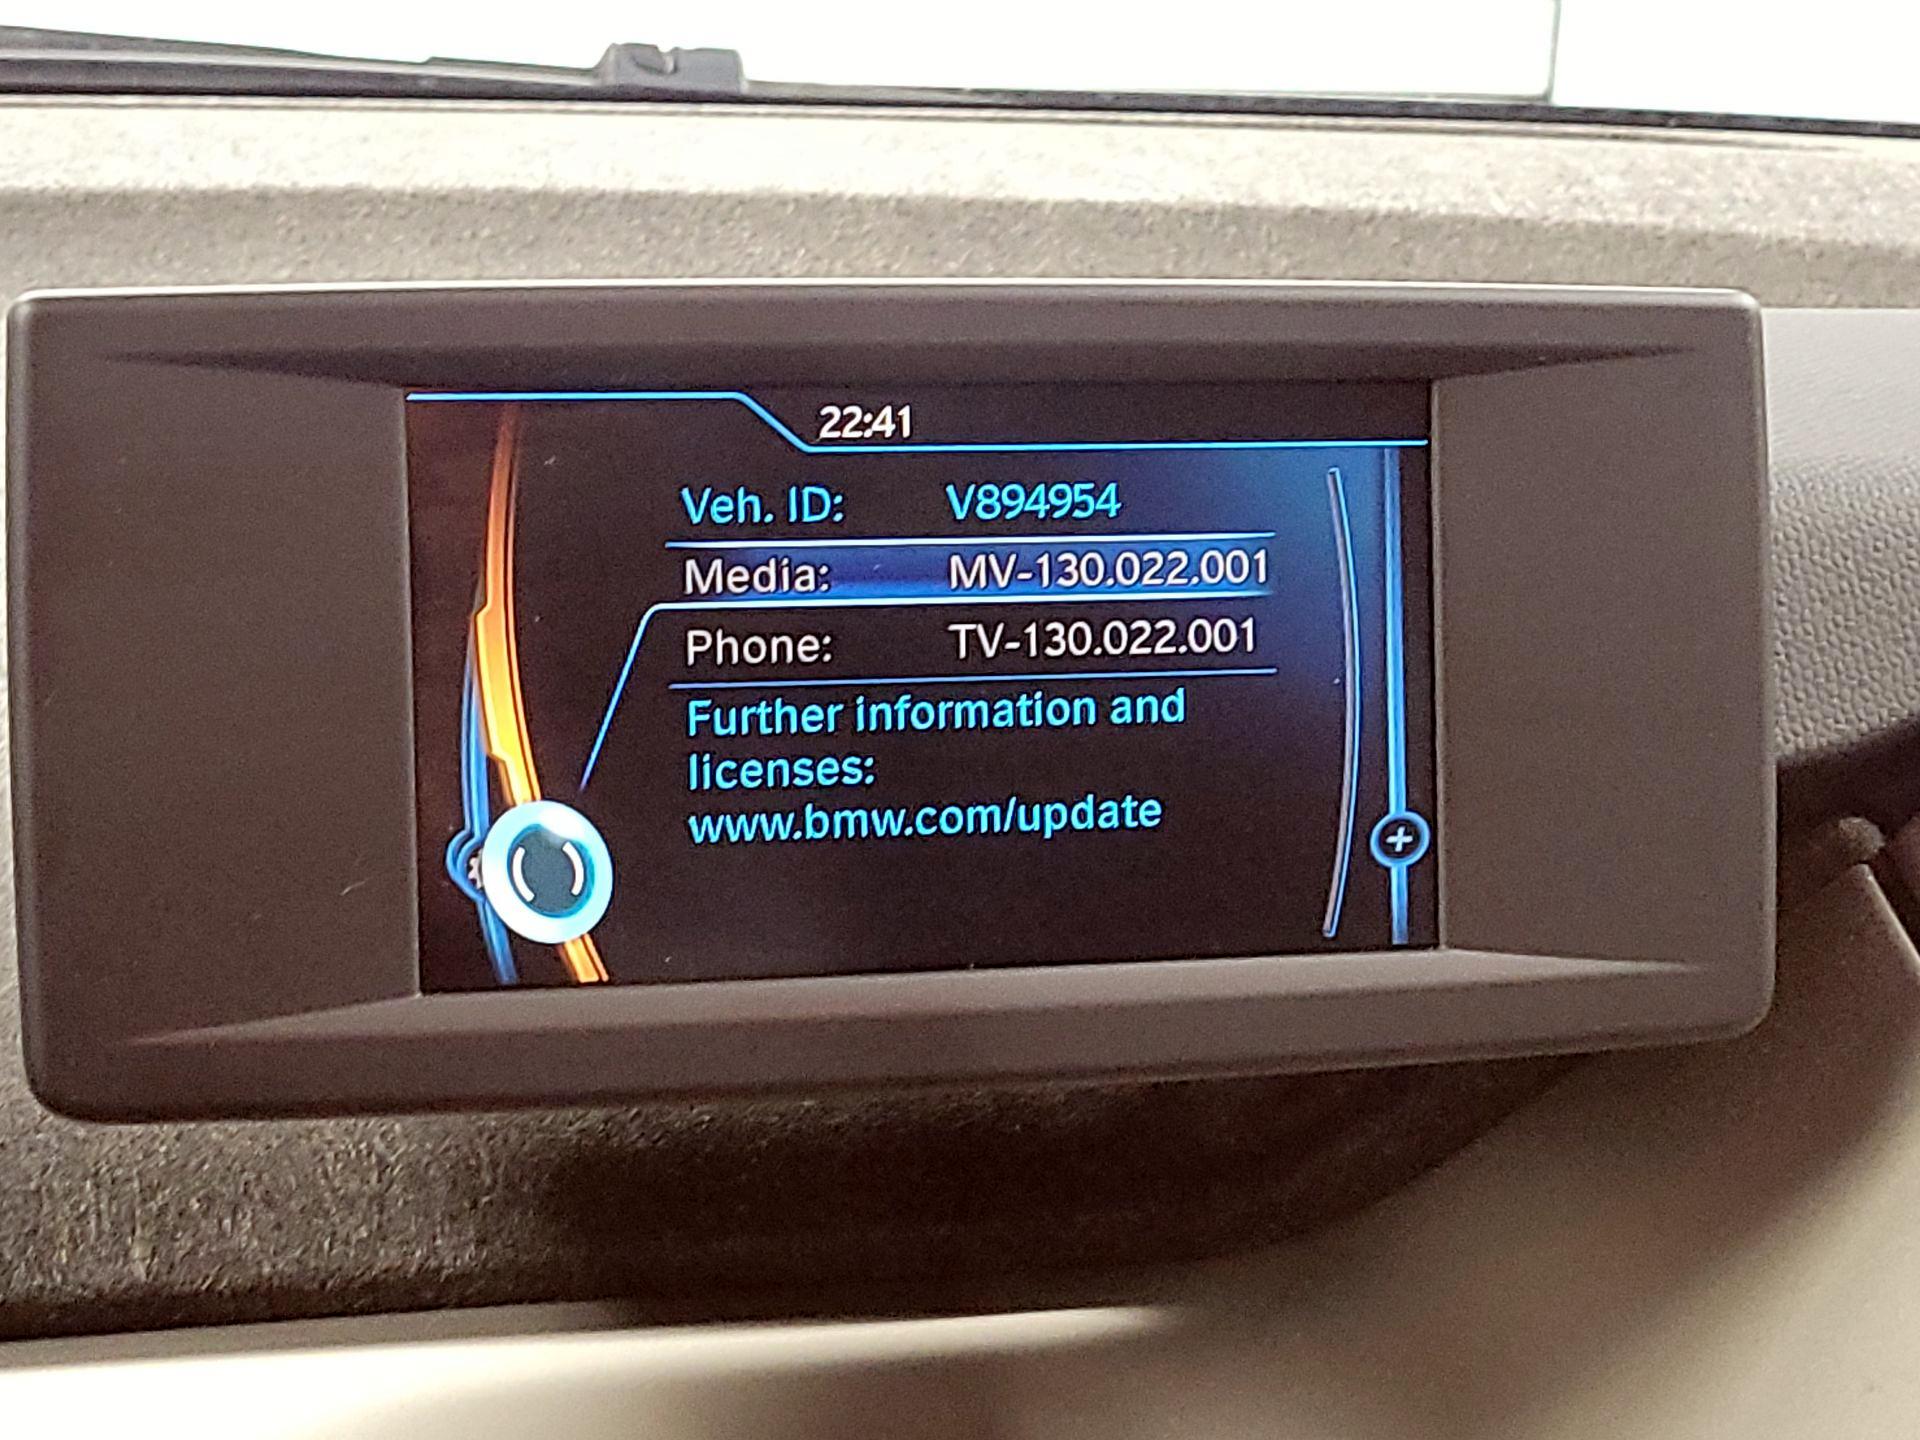 22:41
Veh. ID: V894954
Media: MV-130.022.001
Phone: TV-130.022.001
Further information and
licenses:
www.bmw.com/update